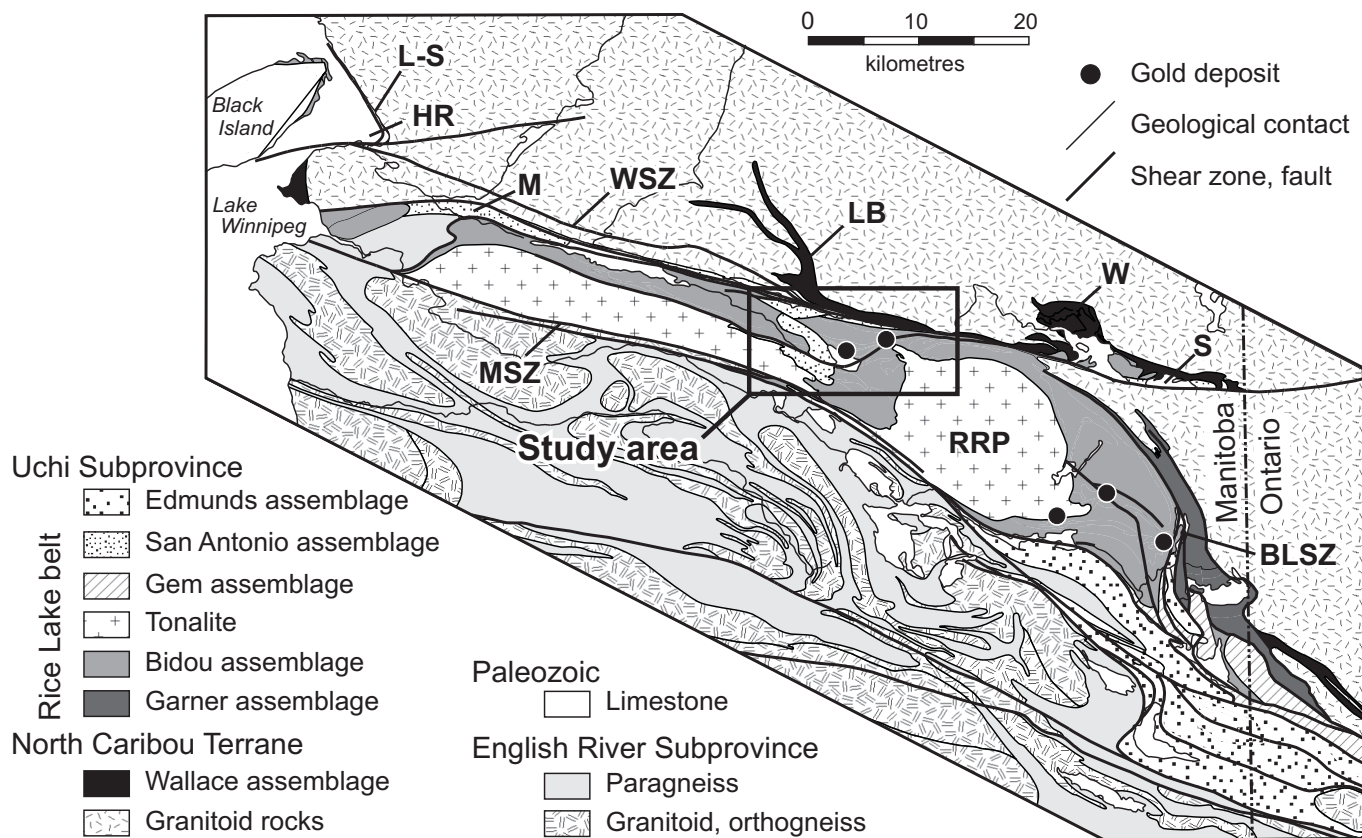 0
10
20
kilometres
Gold deposit
Geological contact
Shear zone, fault
L-S
Black
Island
HR
M
WSZ
Lake
Winnipeg
LB
W
S
MSZ
Study area
RRP
Manitoba
Ontario
BLSZ
Uchi Subprovince
Rice Lake belt
Edmunds assemblage
San Antonio assemblage
Gem assemblage
Tonalite
Bidou assemblage
Garner assemblage
North Caribou Terrane
Wallace assemblage
Granitoid rocks
Paleozoic
Limestone
English River Subprovince
Paragneiss
Granitoid, orthogneiss